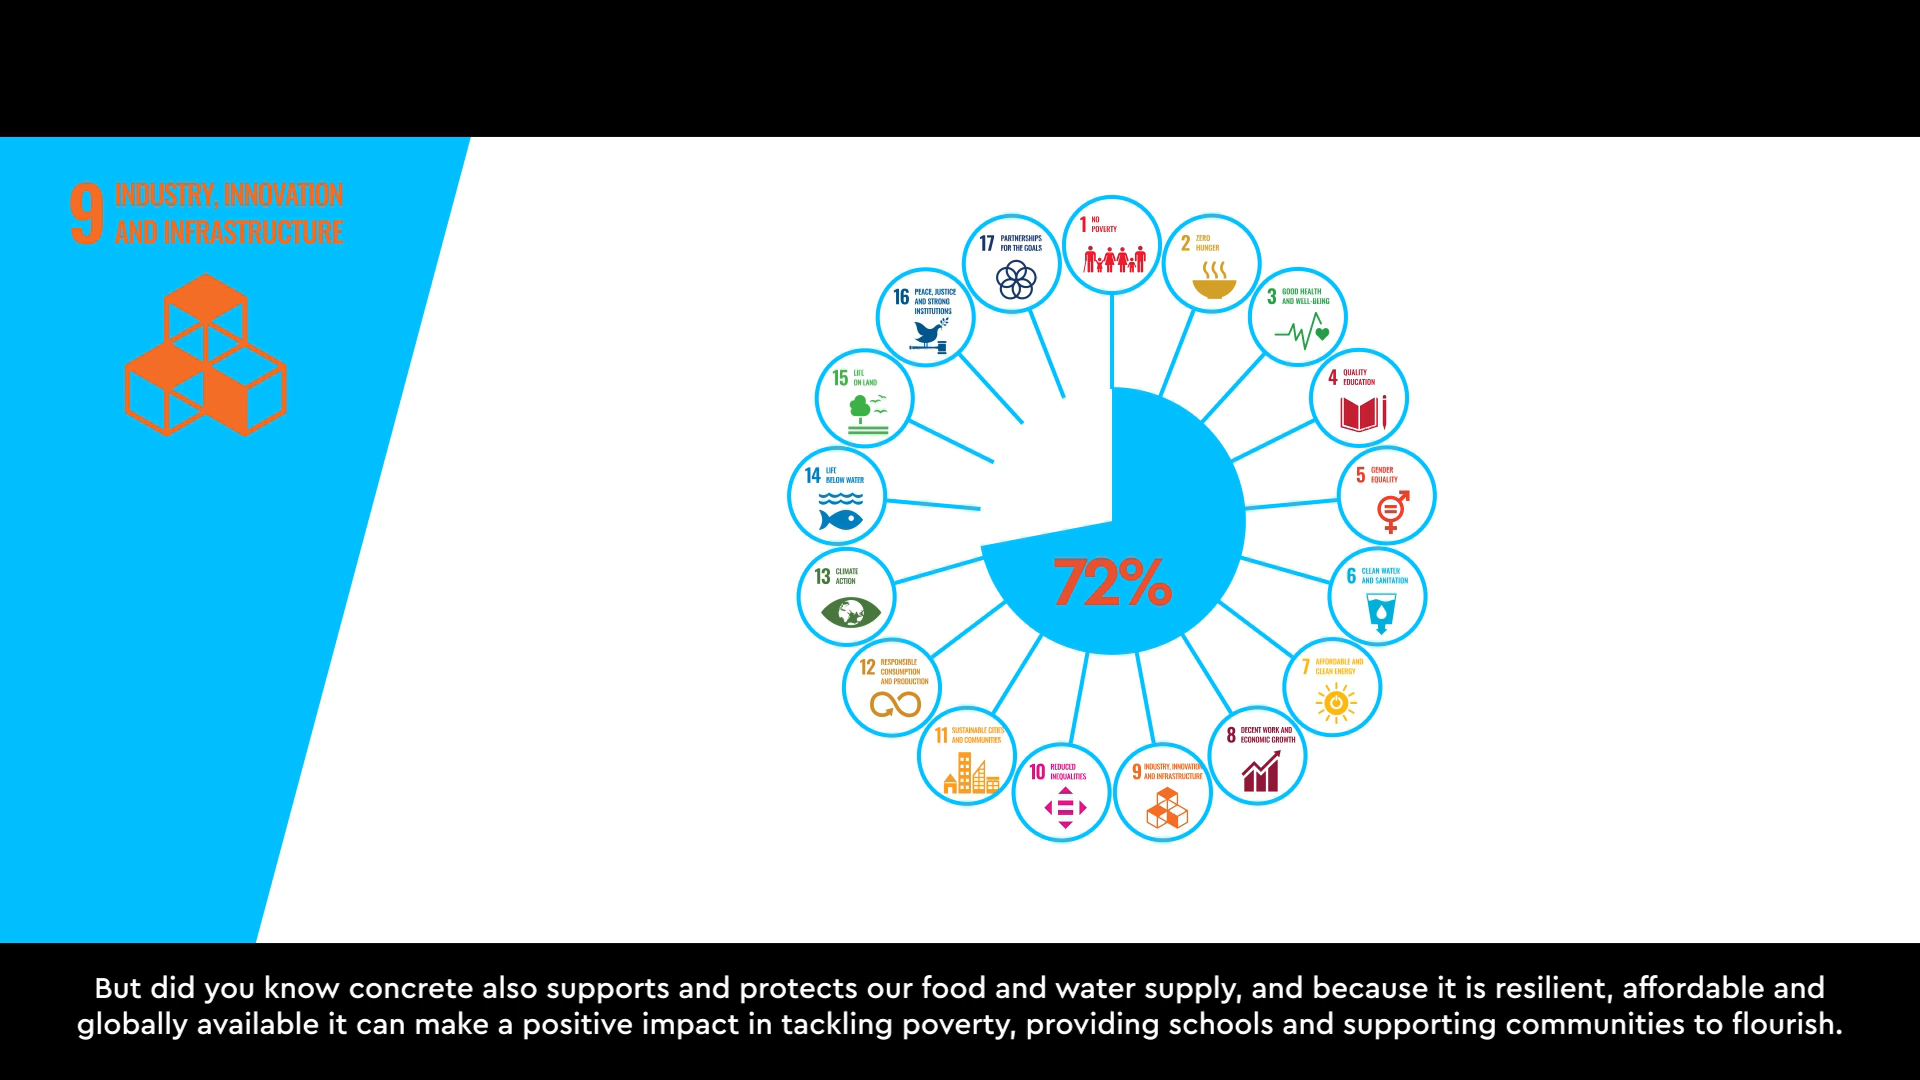 9 INDUSTRY, INNOVATION
AND INFRASTRUCTURE
1 NO
POVERTY
2 ZERO
HUNGER
3 GOOD HEALTH
AND WELL-BEING
4 QUALITY
EDUCATION
5 GENDER
EQUALITY
6 CLEAN WATER
AND SANITATION
7 AFFORDABLE AND
CLEAN ENERGY
8 DECENT WORK AND
ECONOMIC GROWTH
9 INDUSTRY, INNOVATION
AND INFRASTRUCTURE
10 REDUCED
INEQUALITIES
11 SUSTAINABLE CITIES
AND COMMUNITIES
12 RESPONSIBLE
CONSUMPTION
AND PRODUCTION
13 CLIMATE
ACTION
14 LIFE
BELOW WATER
15 LIFE
ON LAND
16 PEACE, JUSTICE
AND STRONG
INSTITUTIONS
17 PARTNERSHIPS
FOR THE GOALS
72%
But did you know concrete also supports and protects our food and water supply, and because it is resilient, affordable and
globally available it can make a positive impact in tackling poverty, providing schools and supporting communities to flourish.